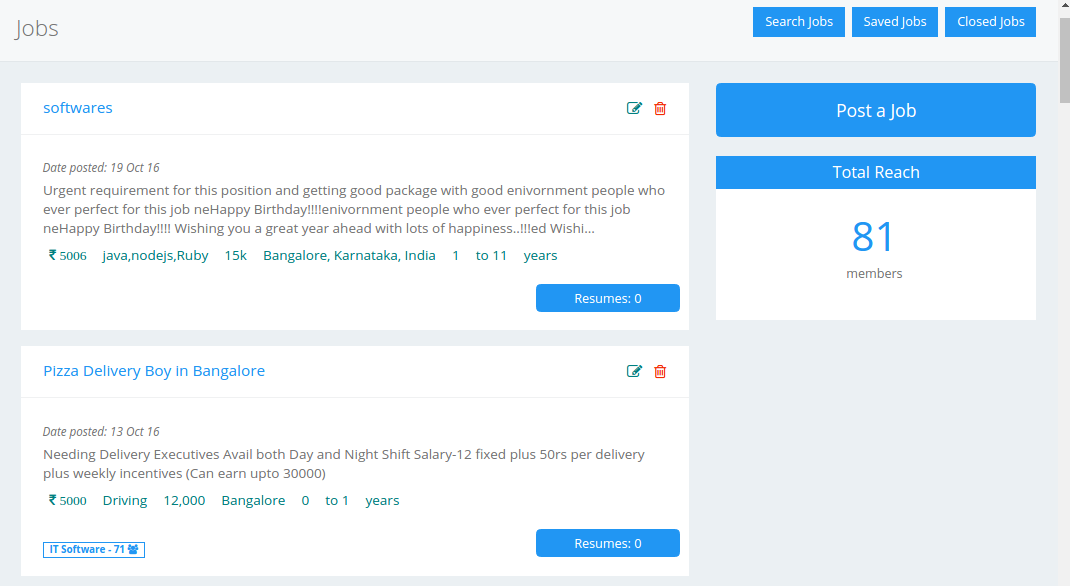 Jobs
Search Jobs Saved Jobs Closed Jobs
softwares
Date posted: 19 Oct 16
Urgent requirement for this position and getting good package with good enivornment people who
ever perfect for this job neHappy Birthday!!!!enivornment people who ever perfect for this job
neHappy Birthday!!!! Wishing you a great year ahead with lots of happiness..!!!ed Wishi...
₹ 5006 java,nodejs,Ruby 15k Bangalore, Karnataka, India 1 to 11 years
Resumes: 0
Pizza Delivery Boy in Bangalore
Date posted: 13 Oct 16
Needing Delivery Executives Avail both Day and Night Shift Salary-12 fixed plus 50rs per delivery
plus weekly incentives (Can earn upto 30000)
₹ 5000 Driving 12,000 Bangalore 0 to 1 years
IT Software - 71
Resumes: 0
Post a Job
Total Reach
81
members